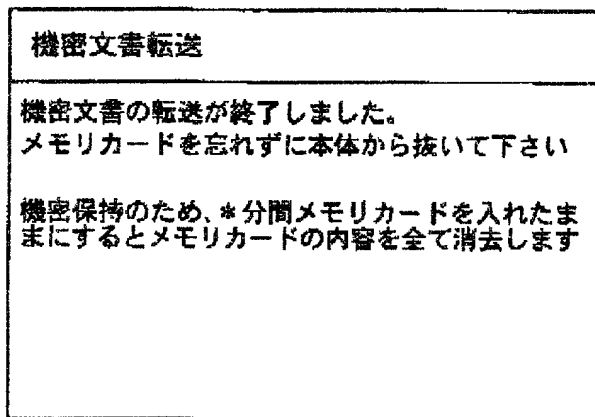 機密文書転送
機密文書の転送が終了しました。
メモリカードを忘れずに本体から抜いて下さい
機密保持のため、＊分間メモリカードを入れたま
まにするとメモリカードの内容を全て消去します